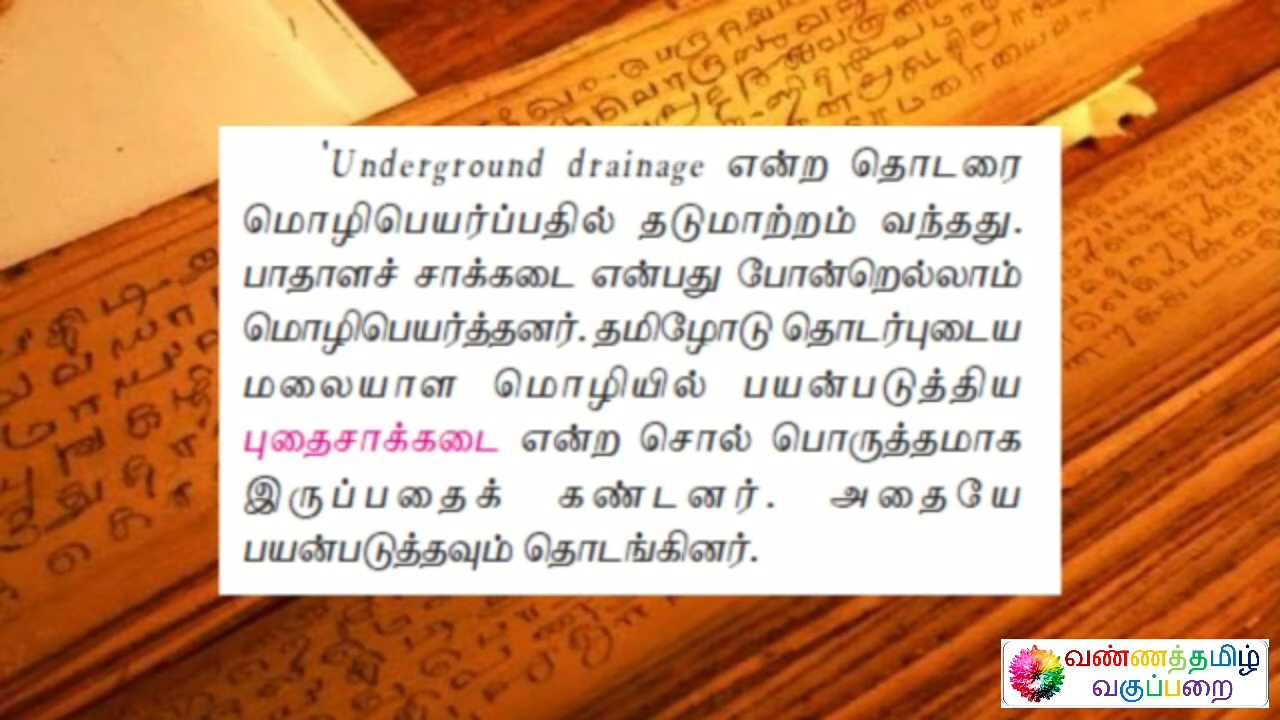 'Underground drainage என்ற தொடரை
மொழிபெயர்ப்பதில் தடுமாற்றம் வந்தது.
பாதாளச் சாக்கடை என்பது போன்றெல்லாம்
மொழிபெயர்த்தனர். தமிழோடு தொடர்புடைய
மலையாள மொழியில் பயன்படுத்திய
புதைசாக்கடை என்ற சொல் பொருத்தமாக
இருப்பதைக் கண்டனர். அதையே
பயன்படுத்தவும் தொடங்கினர்.
வண்ணத்தமிழ்
வகுப்பறை